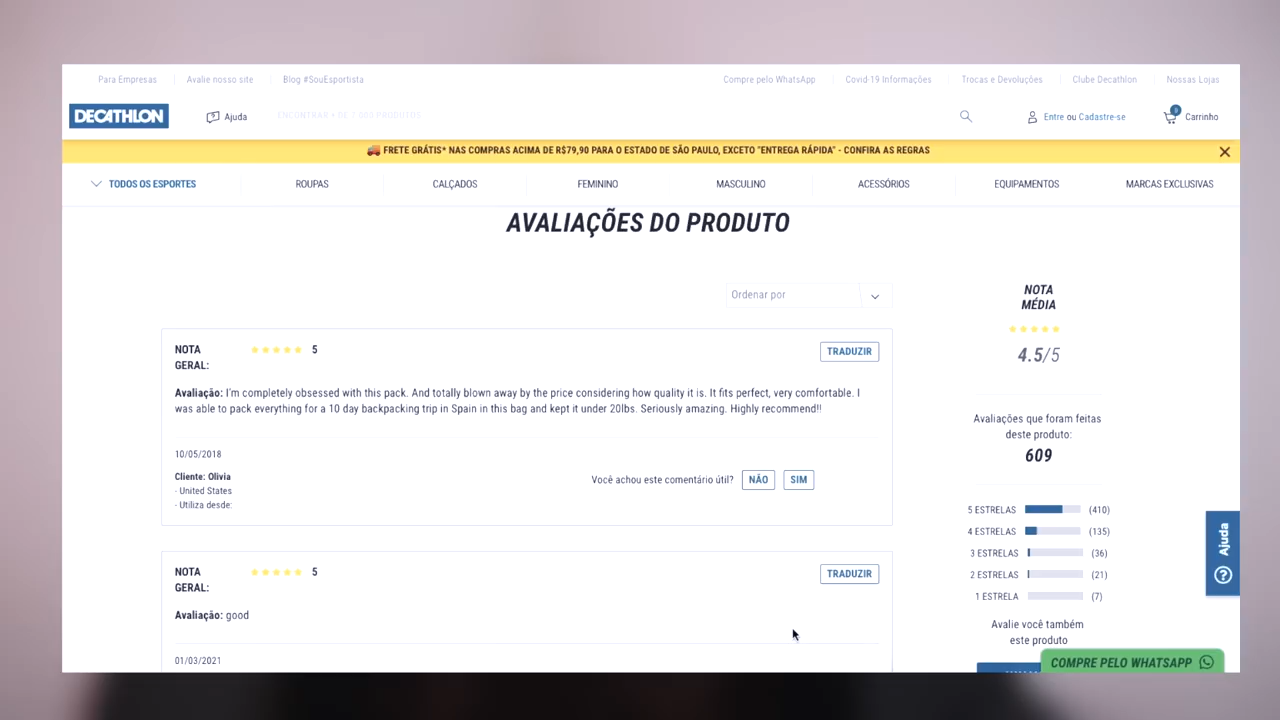 Para Empresas
Avalie nosso site
Blog #SouEsportista
Compre pelo WhatsApp
Covid-19 Informações
Trocas e Devoluções
Clube Decathlon
Nossas Lojas
DECATHLON
Ajuda
ENCONTRAR + DE 7.000 PRODUTOS
Entre ou Cadastre-se
Carrinho
FRETE GRÁTIS* NAS COMPRAS ACIMA DE R$79,90 PARA O ESTADO DE SÃO PAULO, EXCETO "ENTREGA RÁPIDA" - CONFIRA AS REGRAS
TODOS OS ESPORTES
ROUPAS
CALÇADOS
FEMININO
MASCULINO
ACESSÓRIOS
EQUIPAMENTOS
MARCAS EXCLUSIVAS
AVALIAÇÕES DO PRODUTO
Ordenar por
NOTA
GERAL:
5
TRADUZIR
Avaliação: I'm completely obsessed with this pack. And totally blown away by the price considering how quality it is. It fits perfect, very comfortable. I
was able to pack everything for a 10 day backpacking trip in Spain in this bag and kept it under 20lbs. Seriously amazing. Highly recommend!!
10/05/2018
Cliente: Olivia
· United States
· Utiliza desde:
Você achou este comentário útil?
NÃO
SIM
NOTA
GERAL:
5
TRADUZIR
Avaliação: good
01/03/2021
NOTA
MÉDIA
4.5/5
Avaliações que foram feitas
deste produto:
609
5 ESTRELAS (410)
4 ESTRELAS (135)
3 ESTRELAS (36)
2 ESTRELAS (21)
1 ESTRELA (7)
Avalie você também
este produto
Ajuda
COMPRE PELO WHATSAPP